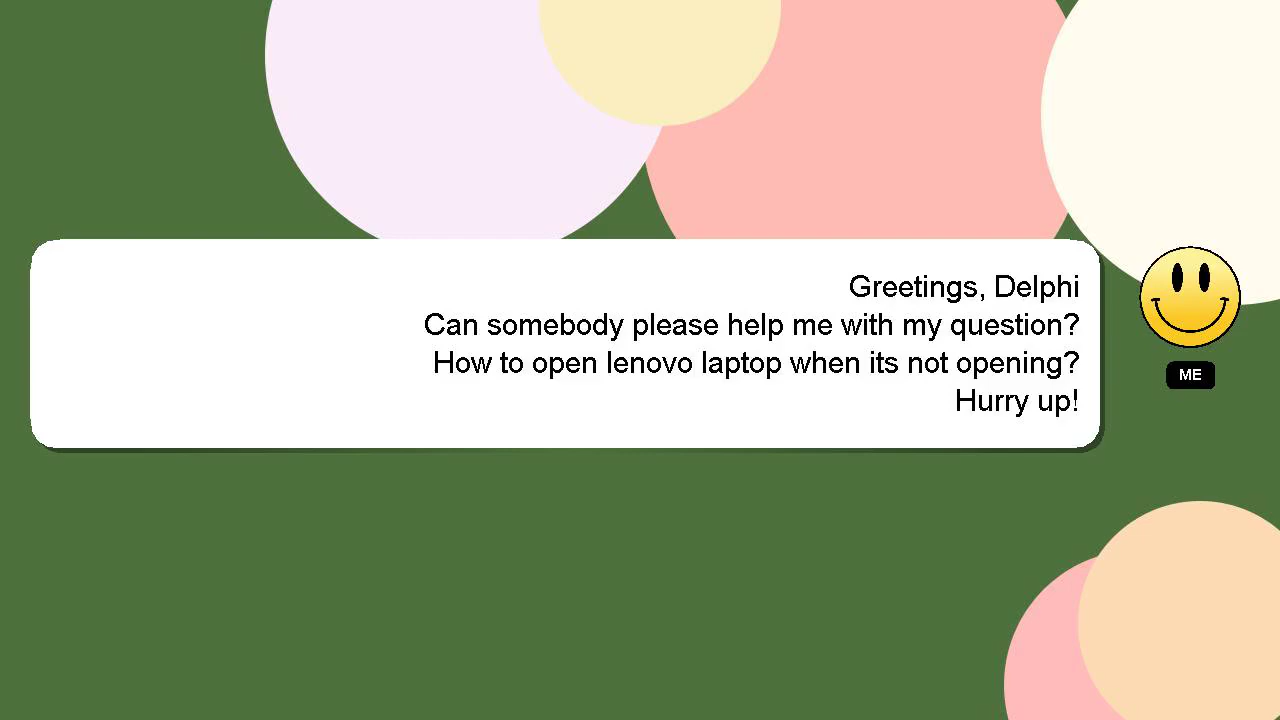 Greetings, Delphi
Can somebody please help me with my question?
How to open lenovo laptop when its not opening?
Hurry up!
ME